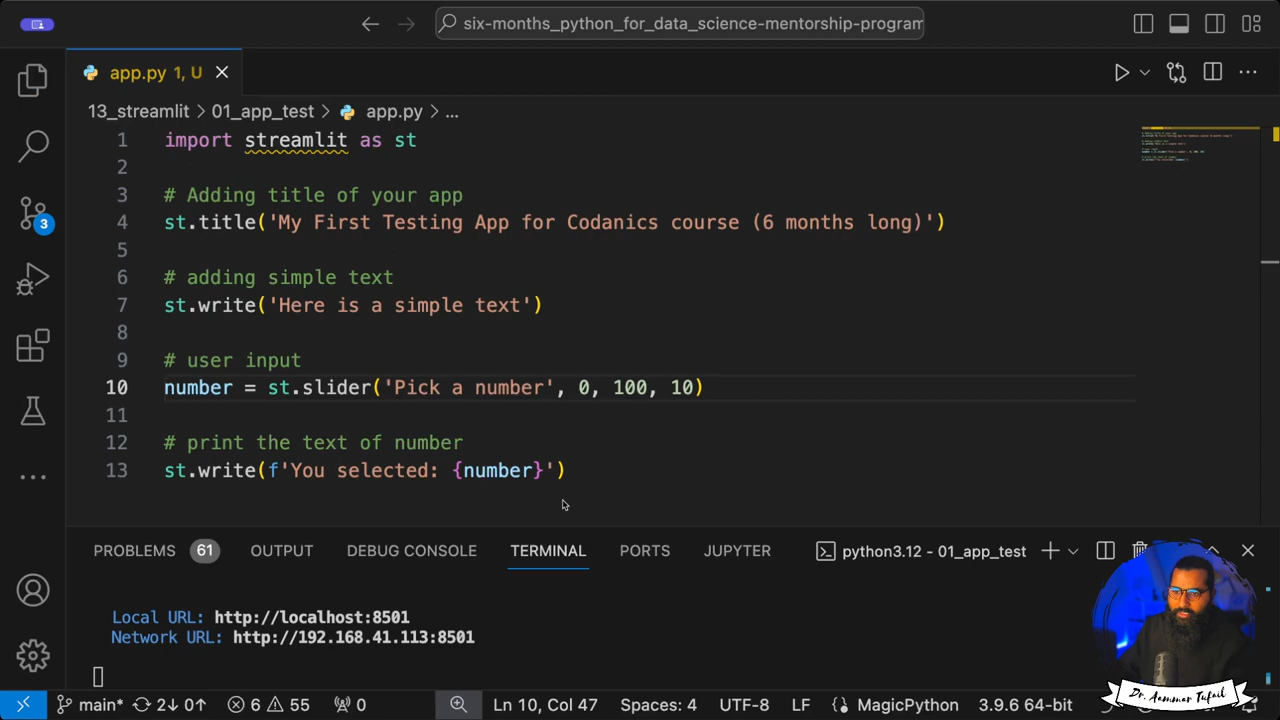 six-months_python_for_data_science-mentorship-program
app.py 1, U
13_streamlit > 01_app_test > app.py > ...
1 import streamlit as st
2
3 # Adding title of your app
4 st.title('My First Testing App for Codanics course (6 months long)')
5
6 # adding simple text
7 st.write('Here is a simple text')
8
9 # user input
10 number = st.slider('Pick a number', 0, 100, 10)
11
12 # print the text of number
13 st.write(f'You selected: {number}')
3
PROBLEMS 61 OUTPUT DEBUG CONSOLE TERMINAL PORTS JUPYTER python3.12 - 01_app_test
Local URL: http://localhost:8501
Network URL: http://192.168.41.113:8501
Dr. Aammar Tufail
main* 2↓ 0↑ 6 55 0 Ln 10, Col 47 Spaces: 4 UTF-8 LF MagicPython 3.9.6 64-bit